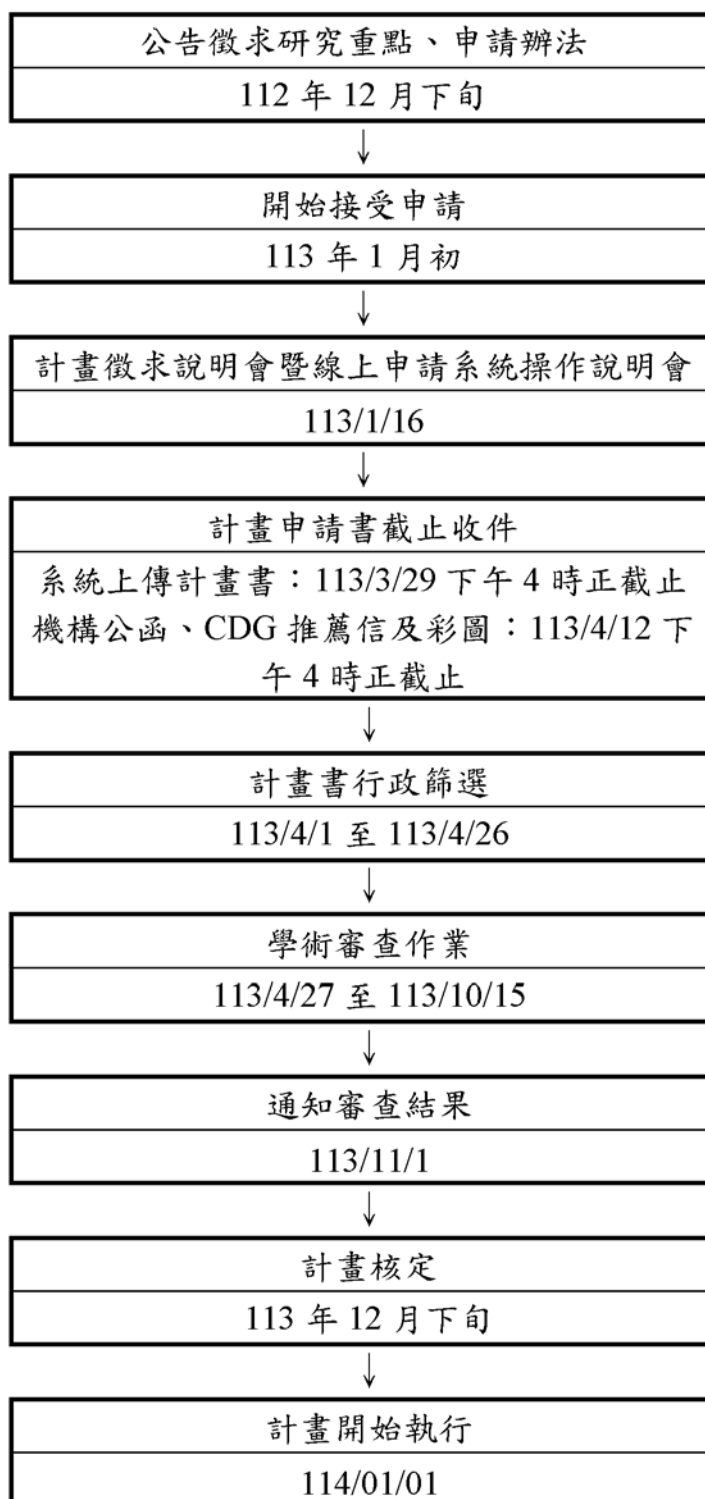 公告徵求研究重點、申請辦法
112 年 12 月下旬
↓
開始接受申請
113 年 1 月初
↓
計畫徵求說明會暨線上申請系統操作說明會
113/1/16
↓
計畫申請書截止收件
系統上傳計畫書：113/3/29 下午 4 時正截止
機構公函、CDG 推薦信及彩圖：113/4/12 下
午 4 時正截止
↓
計畫書行政篩選
113/4/1 至 113/4/26
↓
學術審查作業
113/4/27 至 113/10/15
↓
通知審查結果
113/11/1
↓
計畫核定
113 年 12 月下旬
↓
計畫開始執行
114/01/01